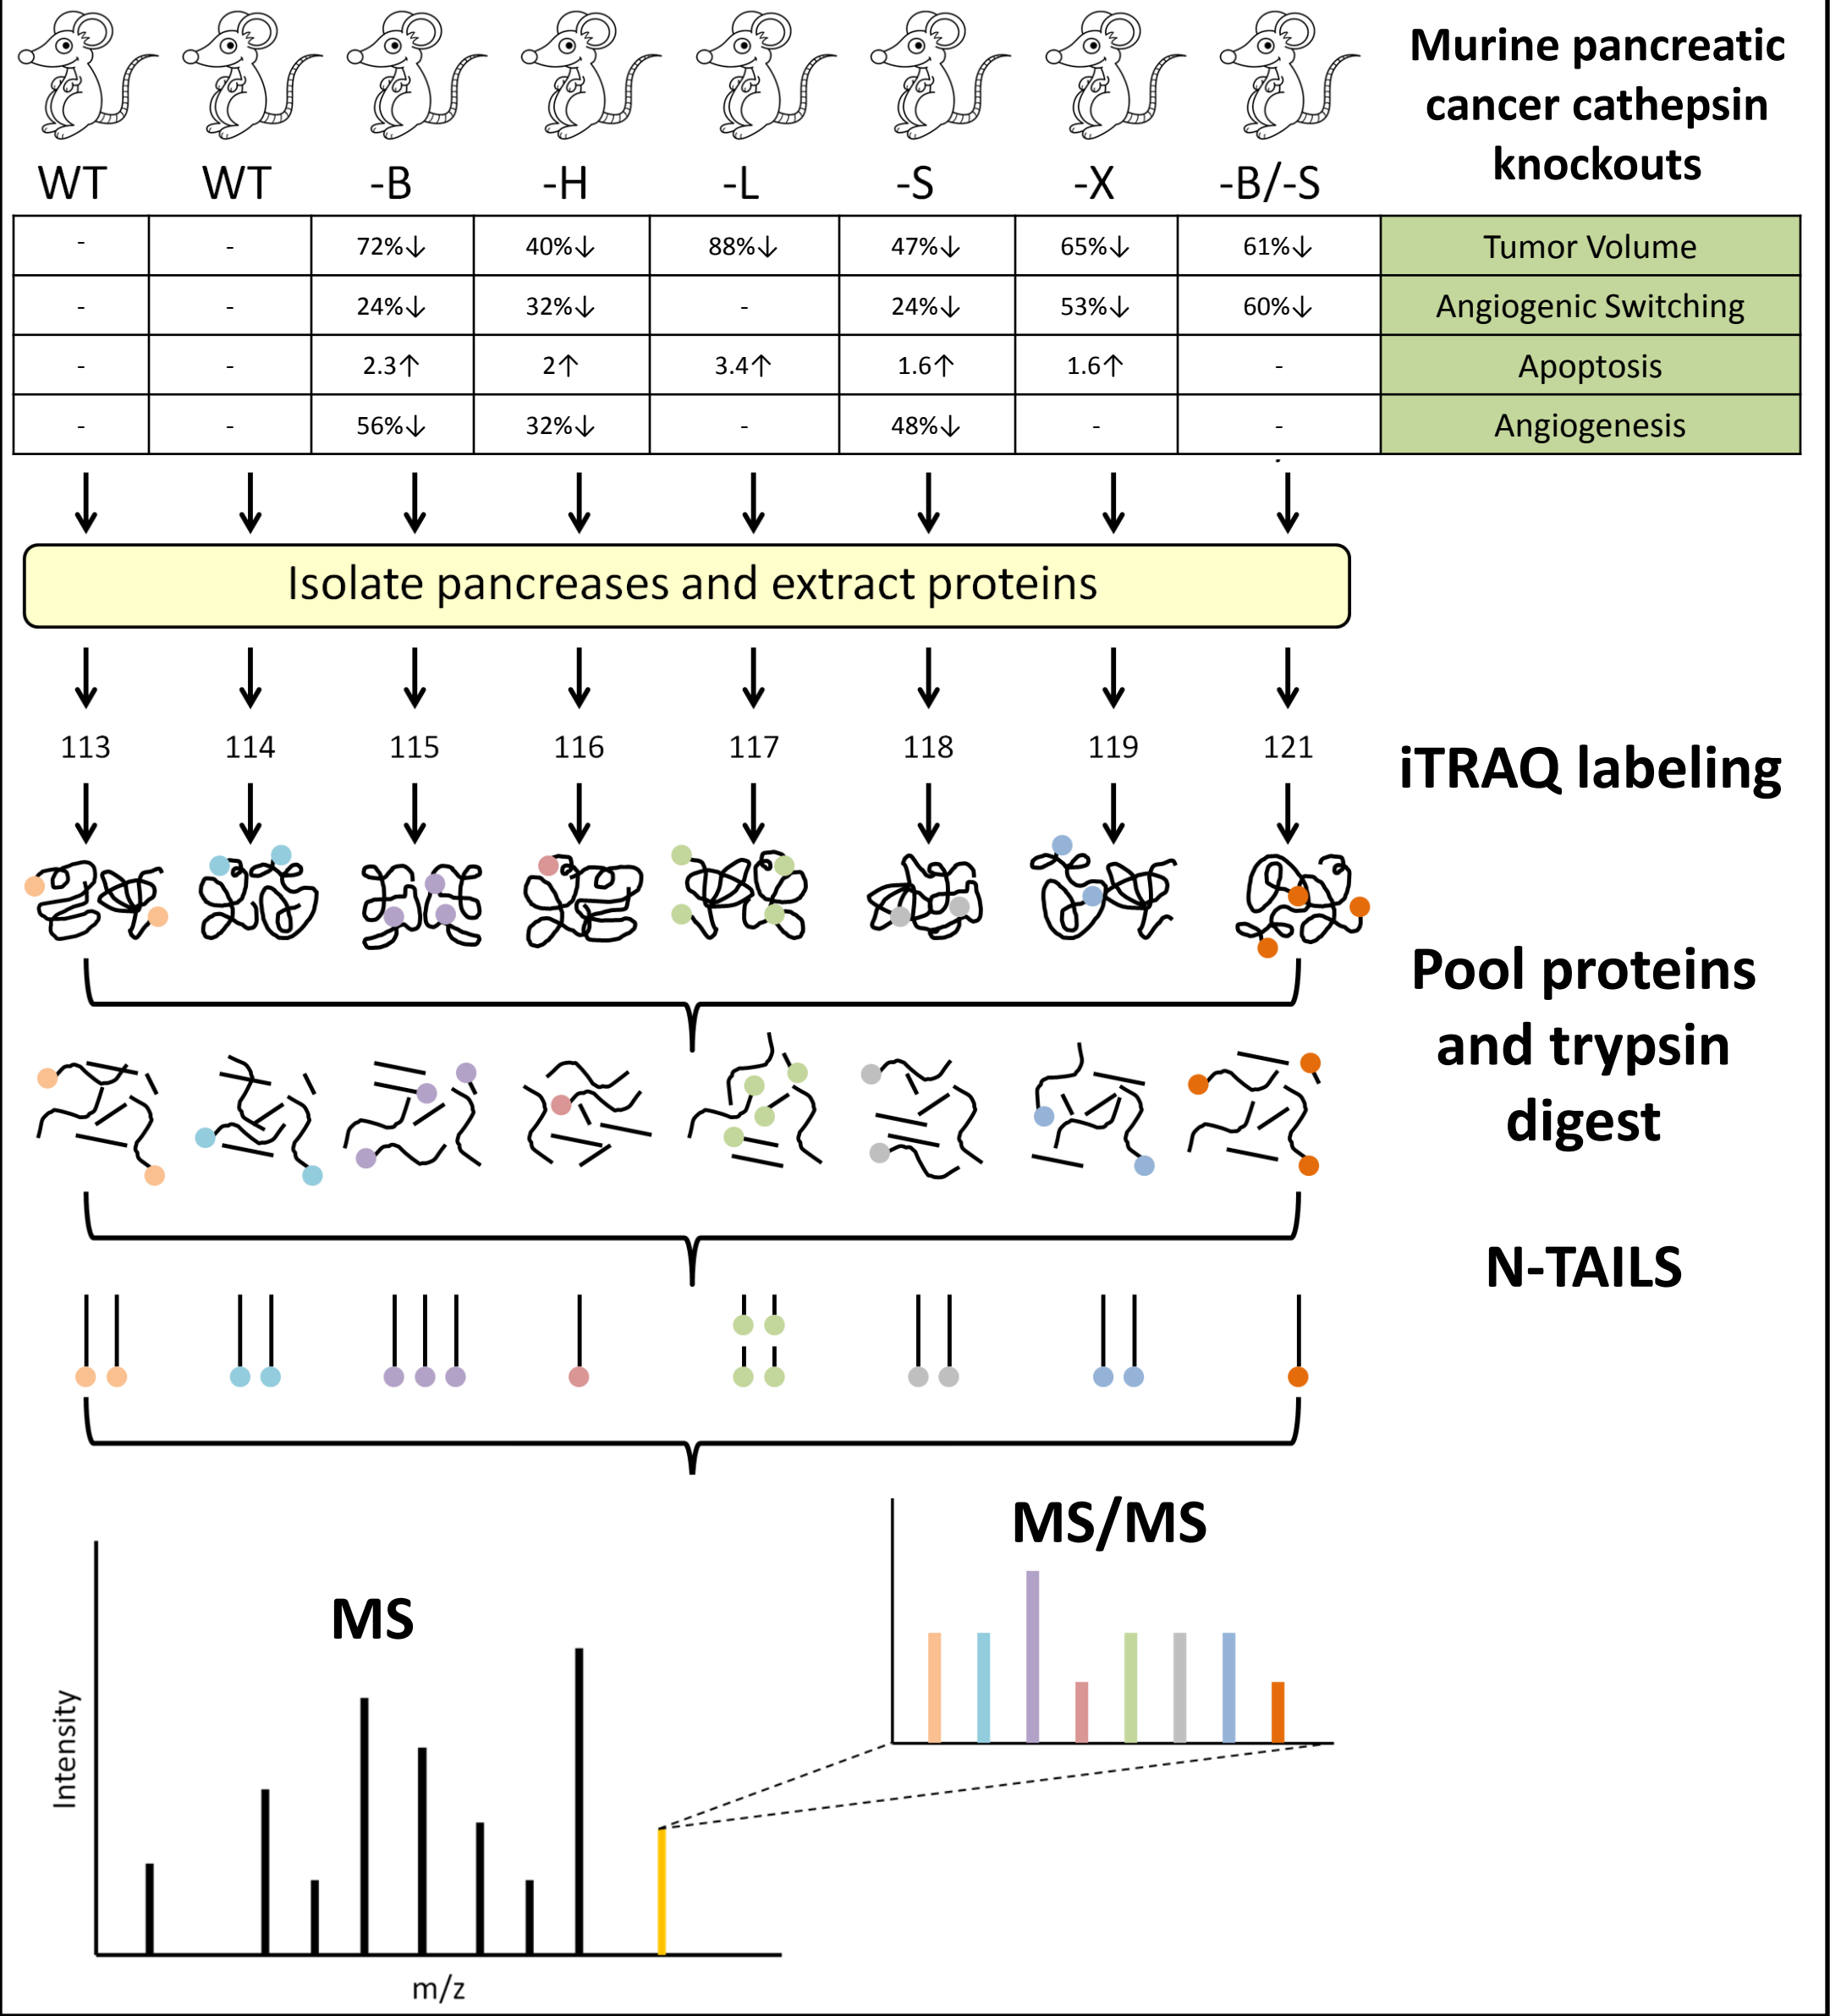 Murine pancreatic
cancer cathepsin
knockouts
WT WT -B -H -L -S -X -B/-S
- - 72%↓ 40%↓ 88%↓ 47%↓ 65%↓ 61%↓ Tumor Volume
- - 24%↓ 32%↓ - 24%↓ 53%↓ 60%↓ Angiogenic Switching
- - 2.3↑ 2↑ 3.4↑ 1.6↑ 1.6↑ - Apoptosis
- - 56%↓ 32%↓ - 48%↓ - - Angiogenesis
Isolate pancreases and extract proteins
113 114 115 116 117 118 119 121
iTRAQ labeling
Pool proteins
and trypsin
digest
N-TAILS
MS/MS
MS
Intensity
m/z